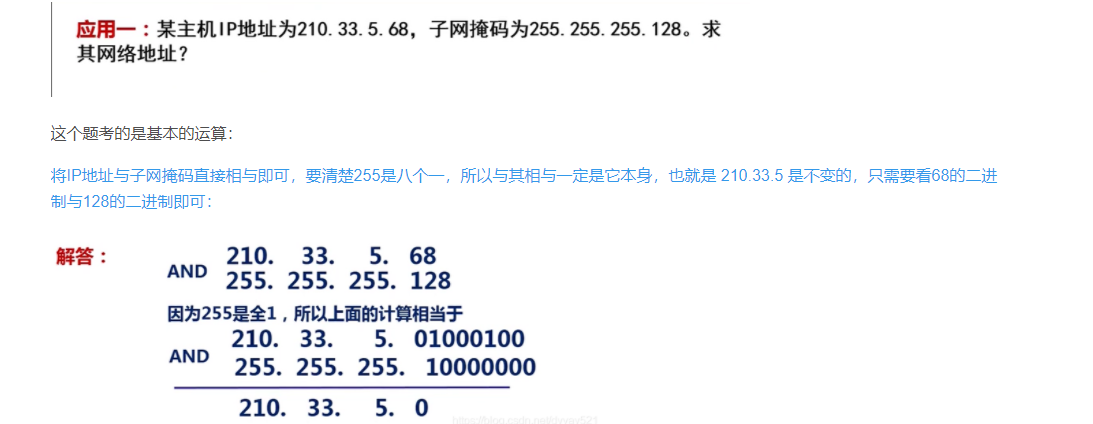 应用一：某主机IP地址为210.33.5.68，子网掩码为255.255.255.128。求
其网络地址？
这个题考的是基本的运算：
将IP地址与子网掩码直接相与即可，要清楚255是八个一，所以与其相与一定是它本身，也就是 210.33.5 是不变的，只需要看68的二进
制与128的二进制即可：
解答：
210. 33. 5. 68
AND
255. 255. 255. 128
因为255是全1，所以上面的计算相当于
210. 33. 5. 01000100
AND
255. 255. 255. 10000000
210. 33. 5. 0